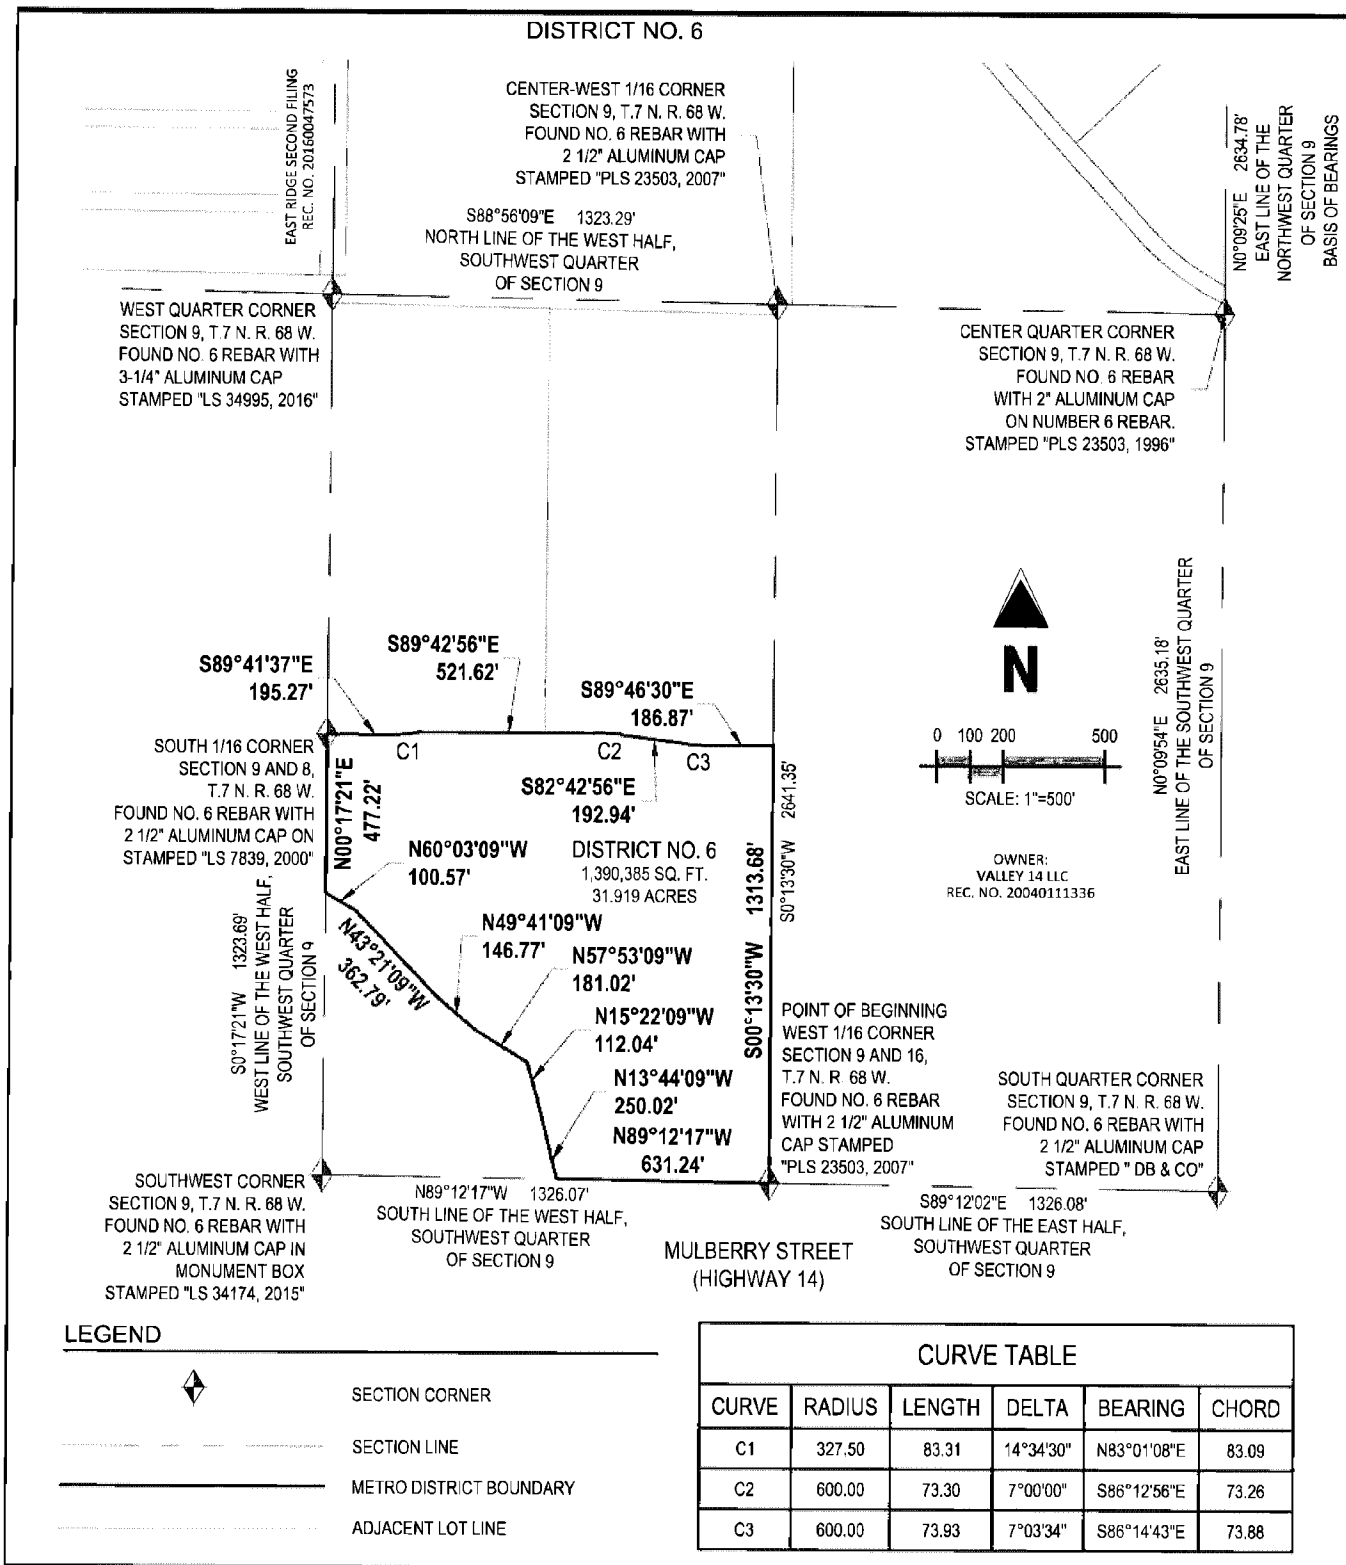 DISTRICT NO. 6
EAST RIDGE SECOND FILING
REC. NO. 20160047573
CENTER-WEST 1/16 CORNER
SECTION 9, T.7 N. R. 68 W.
FOUND NO. 6 REBAR WITH
2 1/2" ALUMINUM CAP
STAMPED "PLS 23503, 2007"
S88°56'09"E 1323.29'
NORTH LINE OF THE WEST HALF,
SOUTHWEST QUARTER
OF SECTION 9
N0°09'25"E 2634.78'
EAST LINE OF THE
NORTHWEST QUARTER
OF SECTION 9
BASIS OF BEARINGS
WEST QUARTER CORNER
SECTION 9, T.7 N. R. 68 W.
FOUND NO. 6 REBAR WITH
3-1/4" ALUMINUM CAP
STAMPED "LS 34995, 2016"
CENTER QUARTER CORNER
SECTION 9, T.7 N. R. 68 W.
FOUND NO. 6 REBAR
WITH 2" ALUMINUM CAP
ON NUMBER 6 REBAR.
STAMPED "PLS 23503, 1996"
S89°41'37"E
195.27'
S89°42'56"E
521.62'
S89°46'30"E
186.87'
C1
C2
C3
S82°42'56"E
192.94'
N
0 100 200 500
SCALE: 1"=500'
N0°09'54"E 2635.18'
EAST LINE OF THE SOUTHWEST QUARTER
OF SECTION 9
SOUTH 1/16 CORNER
SECTION 9 AND 8,
T.7 N. R. 68 W.
FOUND NO. 6 REBAR WITH
2 1/2" ALUMINUM CAP ON
STAMPED "LS 7839, 2000"
N00°17'21"E
477.22'
N60°03'09"W
100.57'
DISTRICT NO. 6
1,390,385 SQ. FT.
31.919 ACRES
S0°13'30"W 2641.35'
S00°13'30"W 1313.68'
OWNER:
VALLEY 14 LLC
REC. NO. 20040111336
S0°17'21"W 1323.69'
WEST LINE OF THE WEST HALF,
SOUTHWEST QUARTER
OF SECTION 9
N43°21'09"W
362.79'
N49°41'09"W
146.77'
N57°53'09"W
181.02'
N15°22'09"W
112.04'
N13°44'09"W
250.02'
N89°12'17"W
631.24'
POINT OF BEGINNING
WEST 1/16 CORNER
SECTION 9 AND 16,
T.7 N. R. 68 W.
FOUND NO. 6 REBAR
WITH 2 1/2" ALUMINUM
CAP STAMPED
"PLS 23503, 2007"
SOUTH QUARTER CORNER
SECTION 9, T.7 N. R. 68 W.
FOUND NO. 6 REBAR WITH
2 1/2" ALUMINUM CAP
STAMPED " DB & CO"
SOUTHWEST CORNER
SECTION 9, T.7 N. R. 68 W.
FOUND NO. 6 REBAR WITH
2 1/2" ALUMINUM CAP IN
MONUMENT BOX
STAMPED "LS 34174, 2015"
N89°12'17"W 1326.07'
SOUTH LINE OF THE WEST HALF,
SOUTHWEST QUARTER
OF SECTION 9
S89°12'02"E 1326.08'
SOUTH LINE OF THE EAST HALF,
SOUTHWEST QUARTER
OF SECTION 9
MULBERRY STREET
(HIGHWAY 14)
LEGEND
SECTION CORNER
SECTION LINE
METRO DISTRICT BOUNDARY
ADJACENT LOT LINE
CURVE TABLE
CURVE RADIUS LENGTH DELTA BEARING CHORD
C1 327.50 83.31 14°34'30" N83°01'08"E 83.09
C2 600.00 73.30 7°00'00" S86°12'56"E 73.26
C3 600.00 73.93 7°03'34" S86°14'43"E 73.88